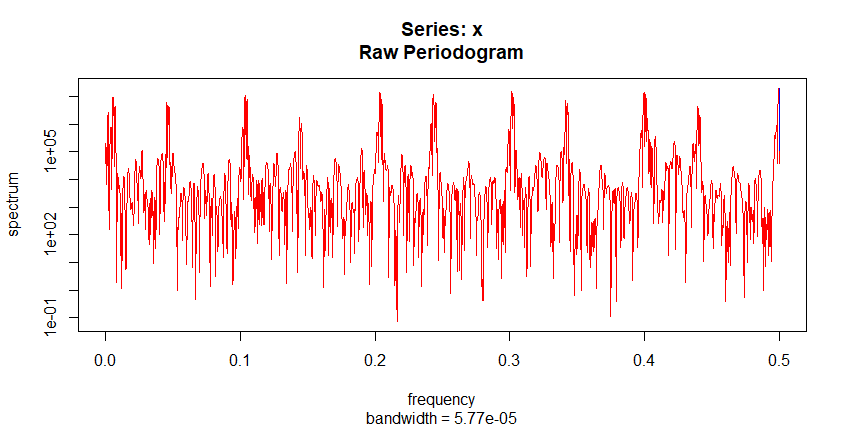 Series: x
Raw Periodogram
spectrum
1e+05
1e+02
1e-01
0.0 0.1 0.2 0.3 0.4 0.5
frequency
bandwidth = 5.77e-05